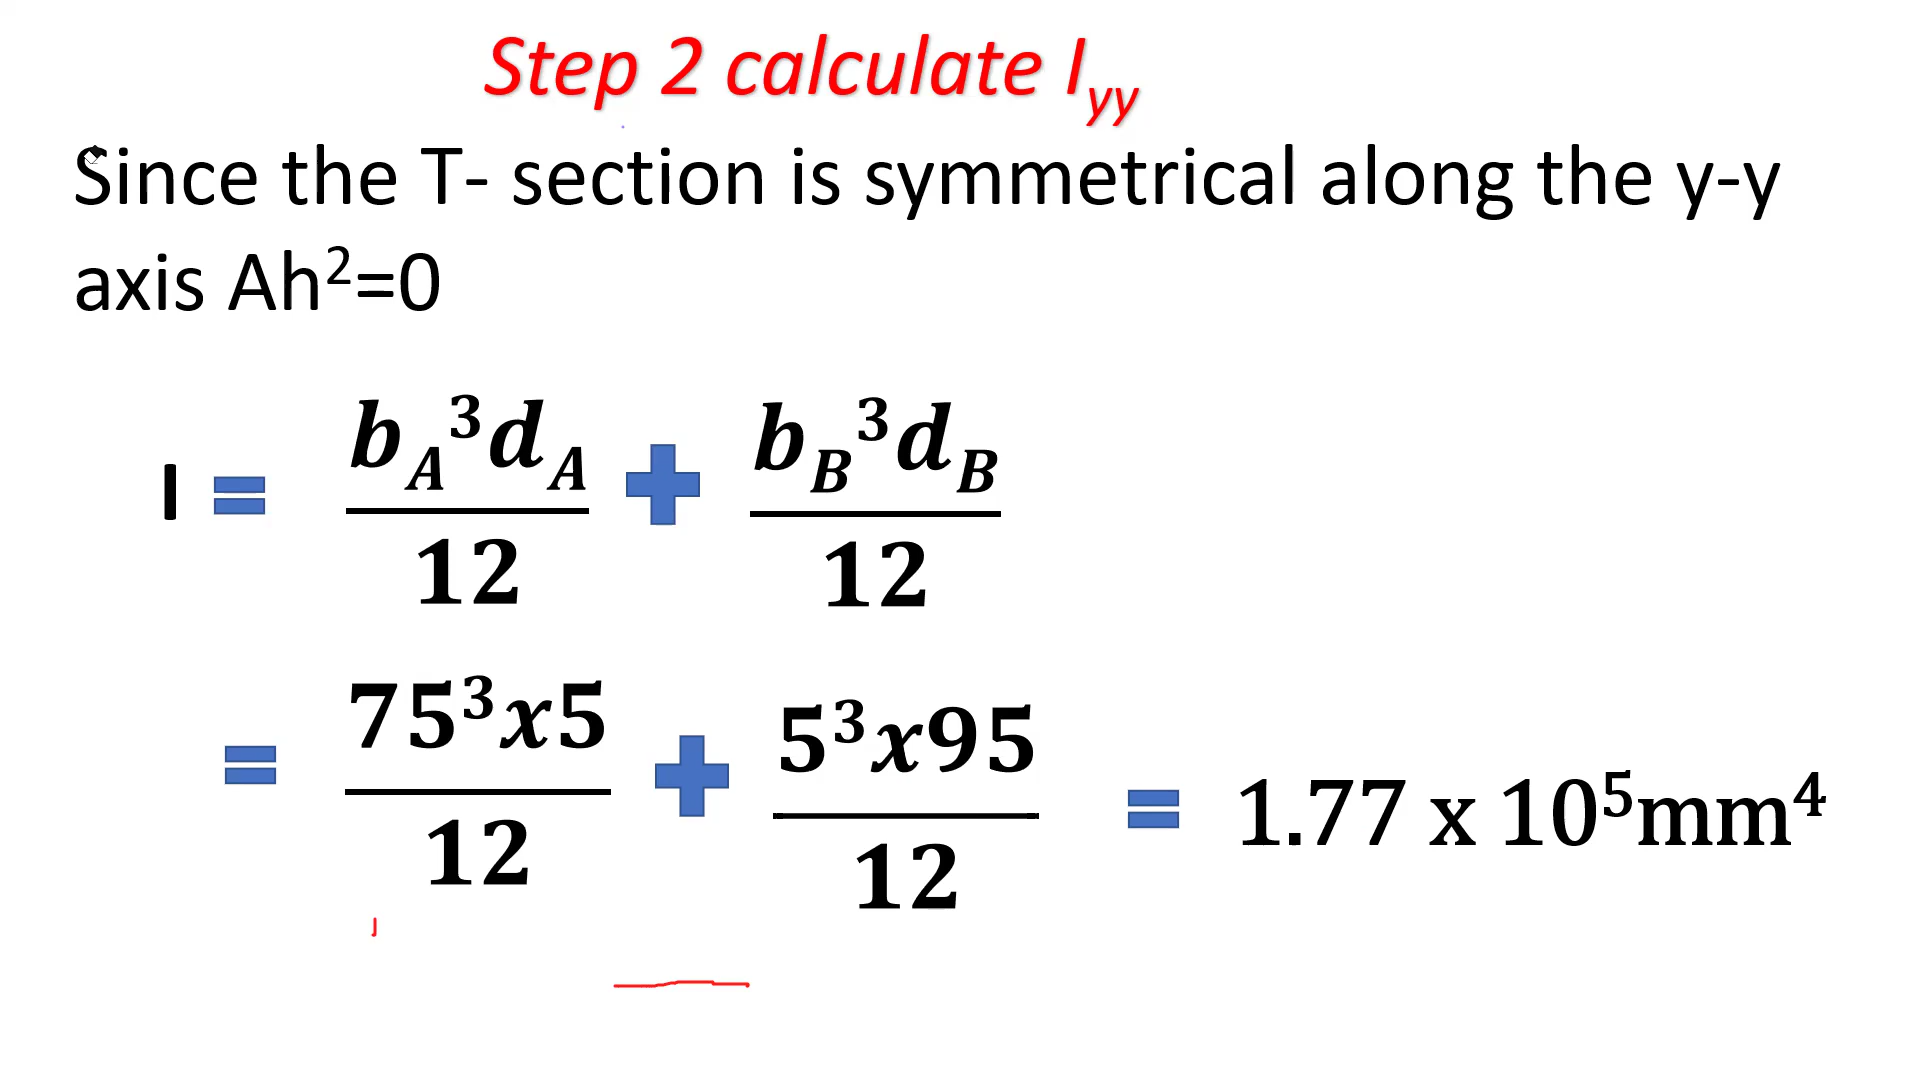 Step 2 calculate Iyy
Since the T- section is symmetrical along the y-y
axis Ah²=0
I = b_A³d_A/12 + b_B³d_B/12
= 75³x5/12 + 5³x95/12 = 1.77 x 10⁵mm⁴